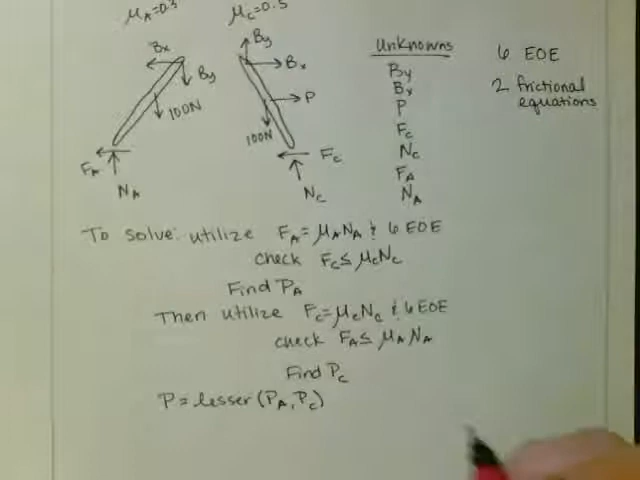 μA=0.3
μC=0.5
Bx
By
100N
FA
NA
By
Bx
P
100N
Fc
Nc
Unknowns
By
Bx
P
Fc
Nc
FA
NA
6 EOE
2 frictional
equations
To solve: utilize FA=μANA & 6 EOE
check Fc≤μcNc
Find PA
Then utilize Fc=μcNc & 6 EOE
check FA≤μANA
Find Pc
P=lesser(PA,Pc)